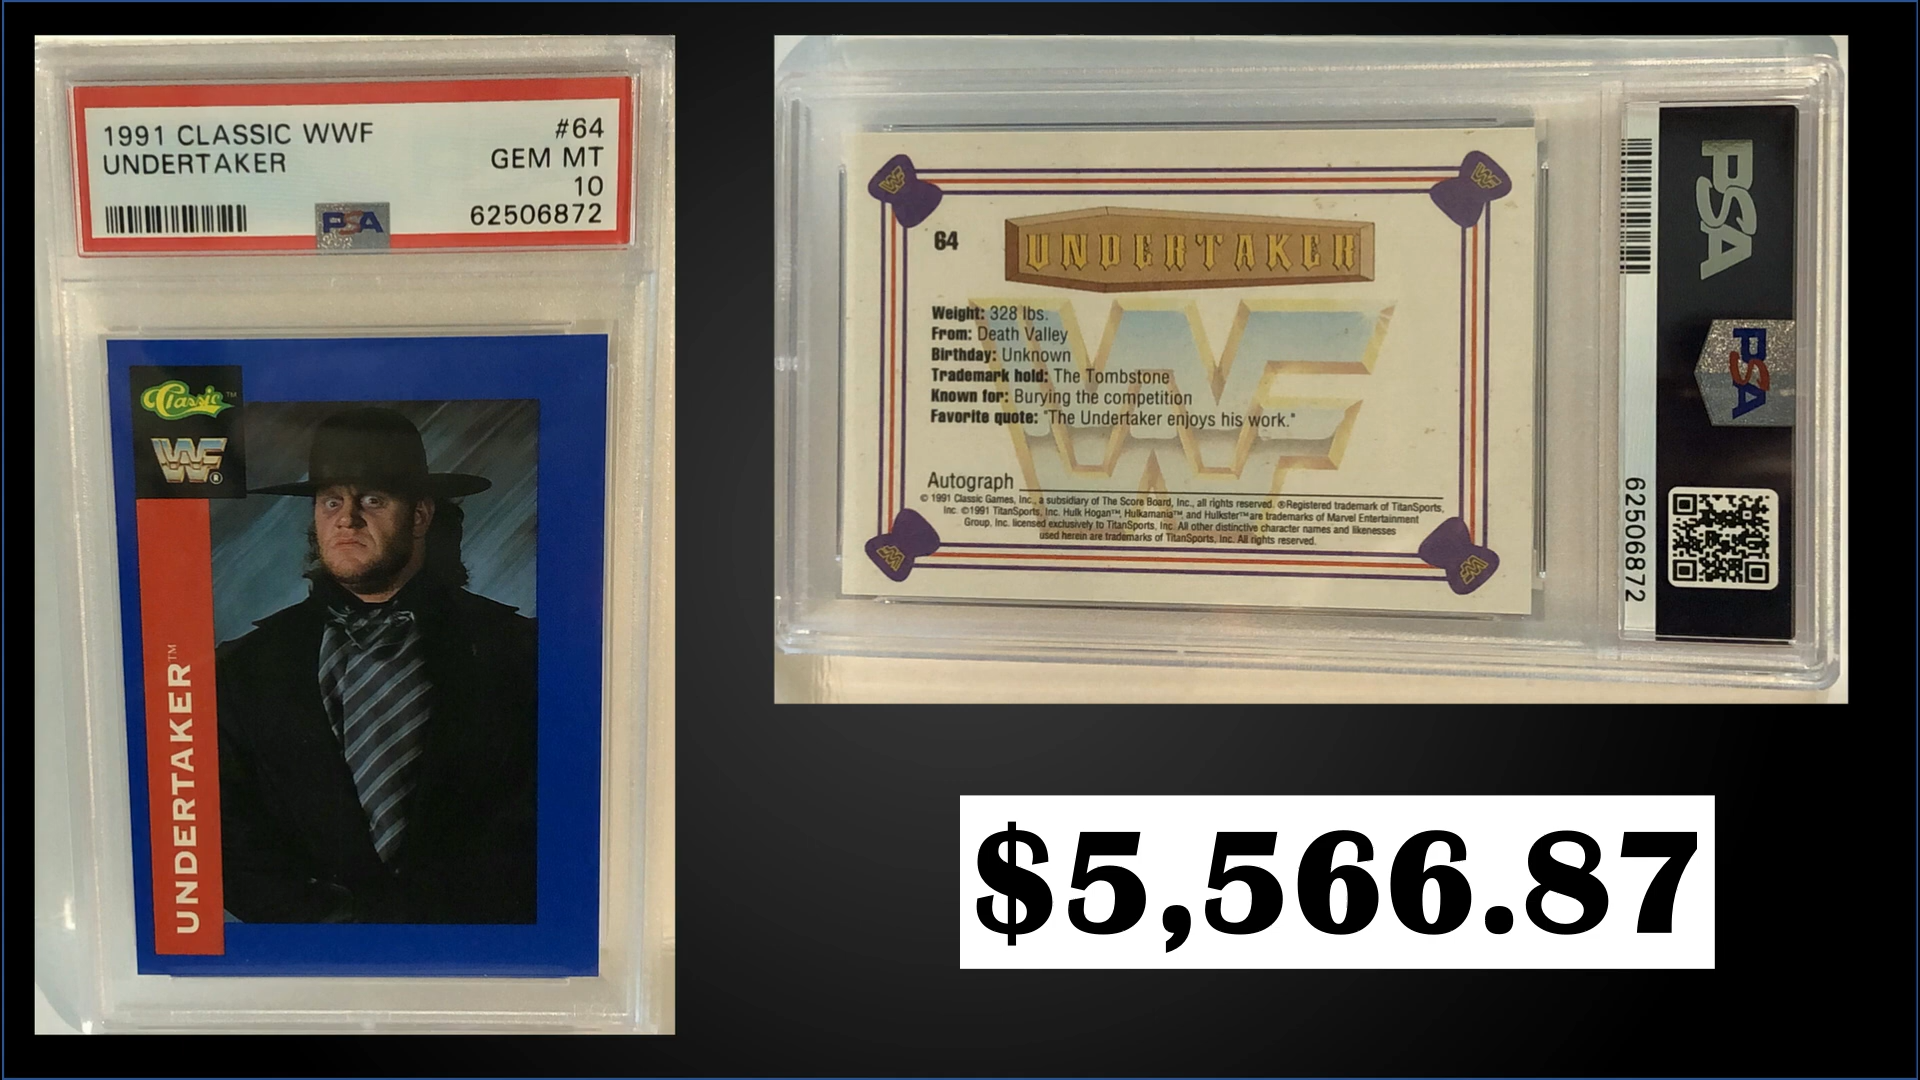 1991 CLASSIC WWF #64
UNDERTAKER GEM MT
10
PSA 62506872
Classic™
WF®
UNDERTAKER™
64 UNDERTAKER
Weight: 328 lbs.
From: Death Valley
Birthday: Unknown
Trademark hold: The Tombstone
Known for: Burying the competition
Favorite quote: "The Undertaker enjoys his work."
Autograph
© 1991 Classic Games, Inc., a subsidiary of The Score Board, Inc., all rights reserved. ®Registered trademark of TitanSports,
Inc. ©1991 TitanSports, Inc. Hulk Hogan™, Hulkamania™, and Hulkster™are trademarks of Marvel Entertainment
Group, Inc. licensed exclusively to TitanSports, Inc. All other distinctive character names and likenesses
used herein are trademarks of TitanSports, Inc. All rights reserved.
PSA
PSA
62506872
$5,566.87